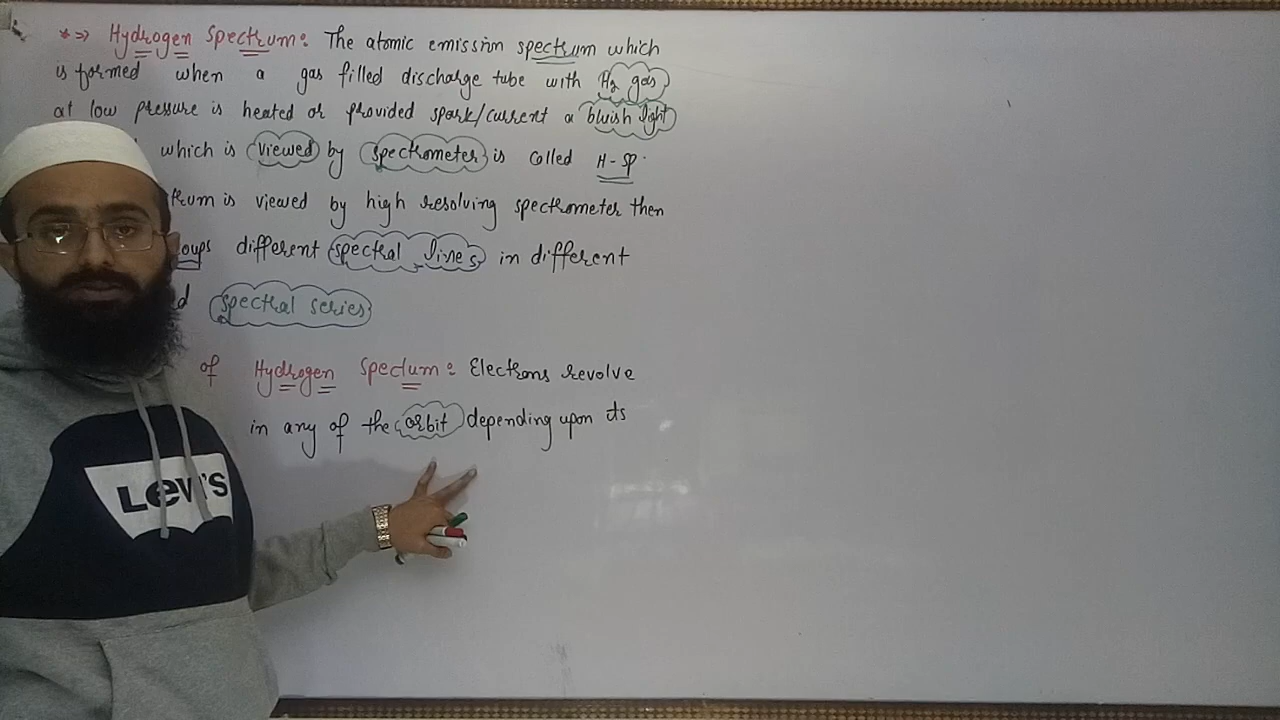 *⇒ Hydrogen Spectrum: The atomic emission spectrum which
is formed when a gas filled discharge tube with H₂ gas
at low pressure is heated or provided spark/current a bluish light
which is viewed by spectrometer is called H-Sp.
trum is viewed by high resolving spectrometer then
oups different spectral lines in different
d spectral series
of Hydrogen Spectum: Electrons revolve
in any of the orbit depending upon its
Levi's